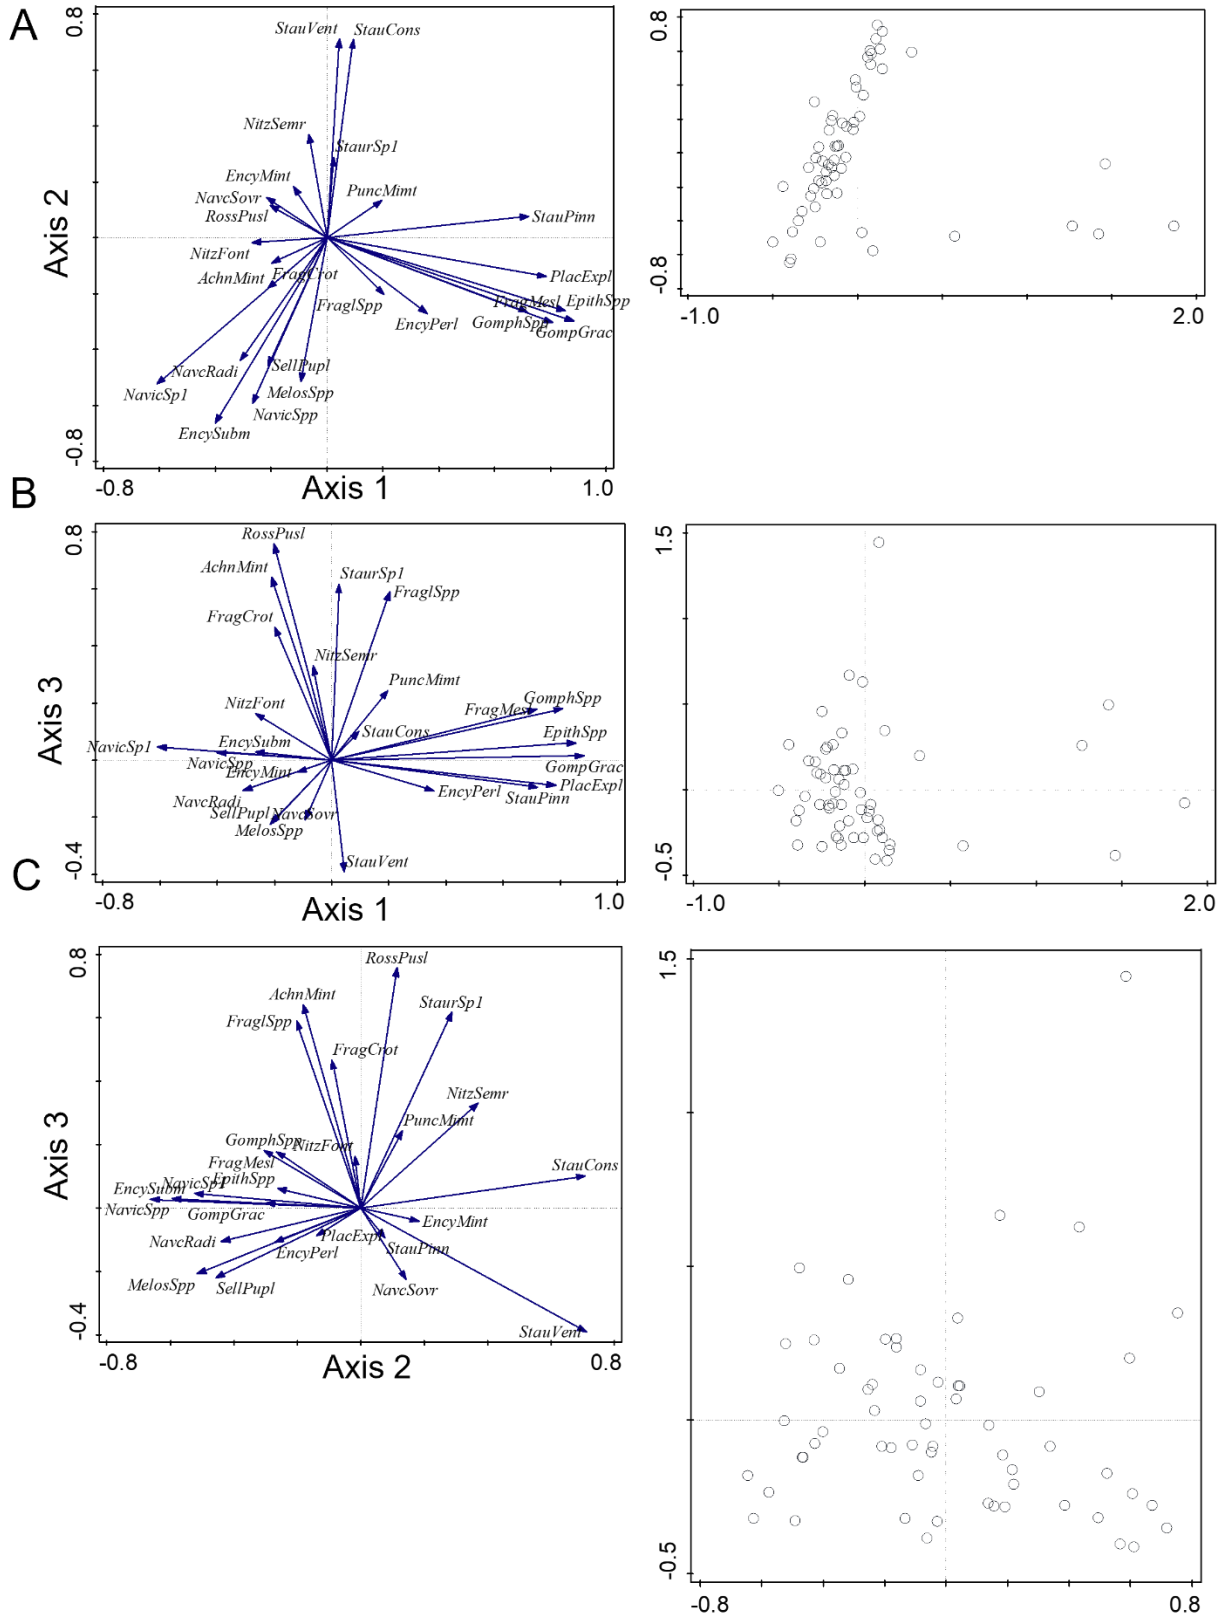 A
0.8
StauVent
StauCons
NitzSemr
StaurSp1
EncyMint
PuncMimt
NavcSovr
RossPusl
StauPinn
NitzFont
AchnMint
FragCrot
PlacExpl
FraglSpp
FragMesl
EpithSpp
EncyPerl
GomphSpp
GompGrac
NavcRadi
SellPupl
NavicSp1
MelosSpp
NavicSpp
EncySubm
Axis 2
-0.8
-0.8
Axis 1
1.0
0.8
-0.8
-1.0
2.0
B
0.8
RossPusl
AchnMint
StaurSp1
FraglSpp
FragCrot
NitzSemr
PuncMimt
NitzFont
GomphSpp
FragMesl
StauCons
EpithSpp
NavicSp1
EncySubm
NavicSpp
EncyMint
GompGrac
PlacExpl
NavcRadi
EncyPerl
StauPinn
SellPupl
NavcSovr
MelosSpp
StauVent
Axis 3
-0.4
-0.8
Axis 1
1.0
1.5
-0.5
-1.0
2.0
C
0.8
RossPusl
AchnMint
StaurSp1
FraglSpp
FragCrot
NitzSemr
PuncMimt
GomphSpp
NitzFont
FragMesl
StauCons
EpithSpp
NavicSp1
EncySubm
NavicSpp
GompGrac
EncyMint
NavcRadi
PlacExpl
EncyPerl
StauPinn
MelosSpp
SellPupl
NavcSovr
StauVent
Axis 3
-0.4
-0.8
Axis 2
0.8
1.5
-0.5
-0.8
0.8